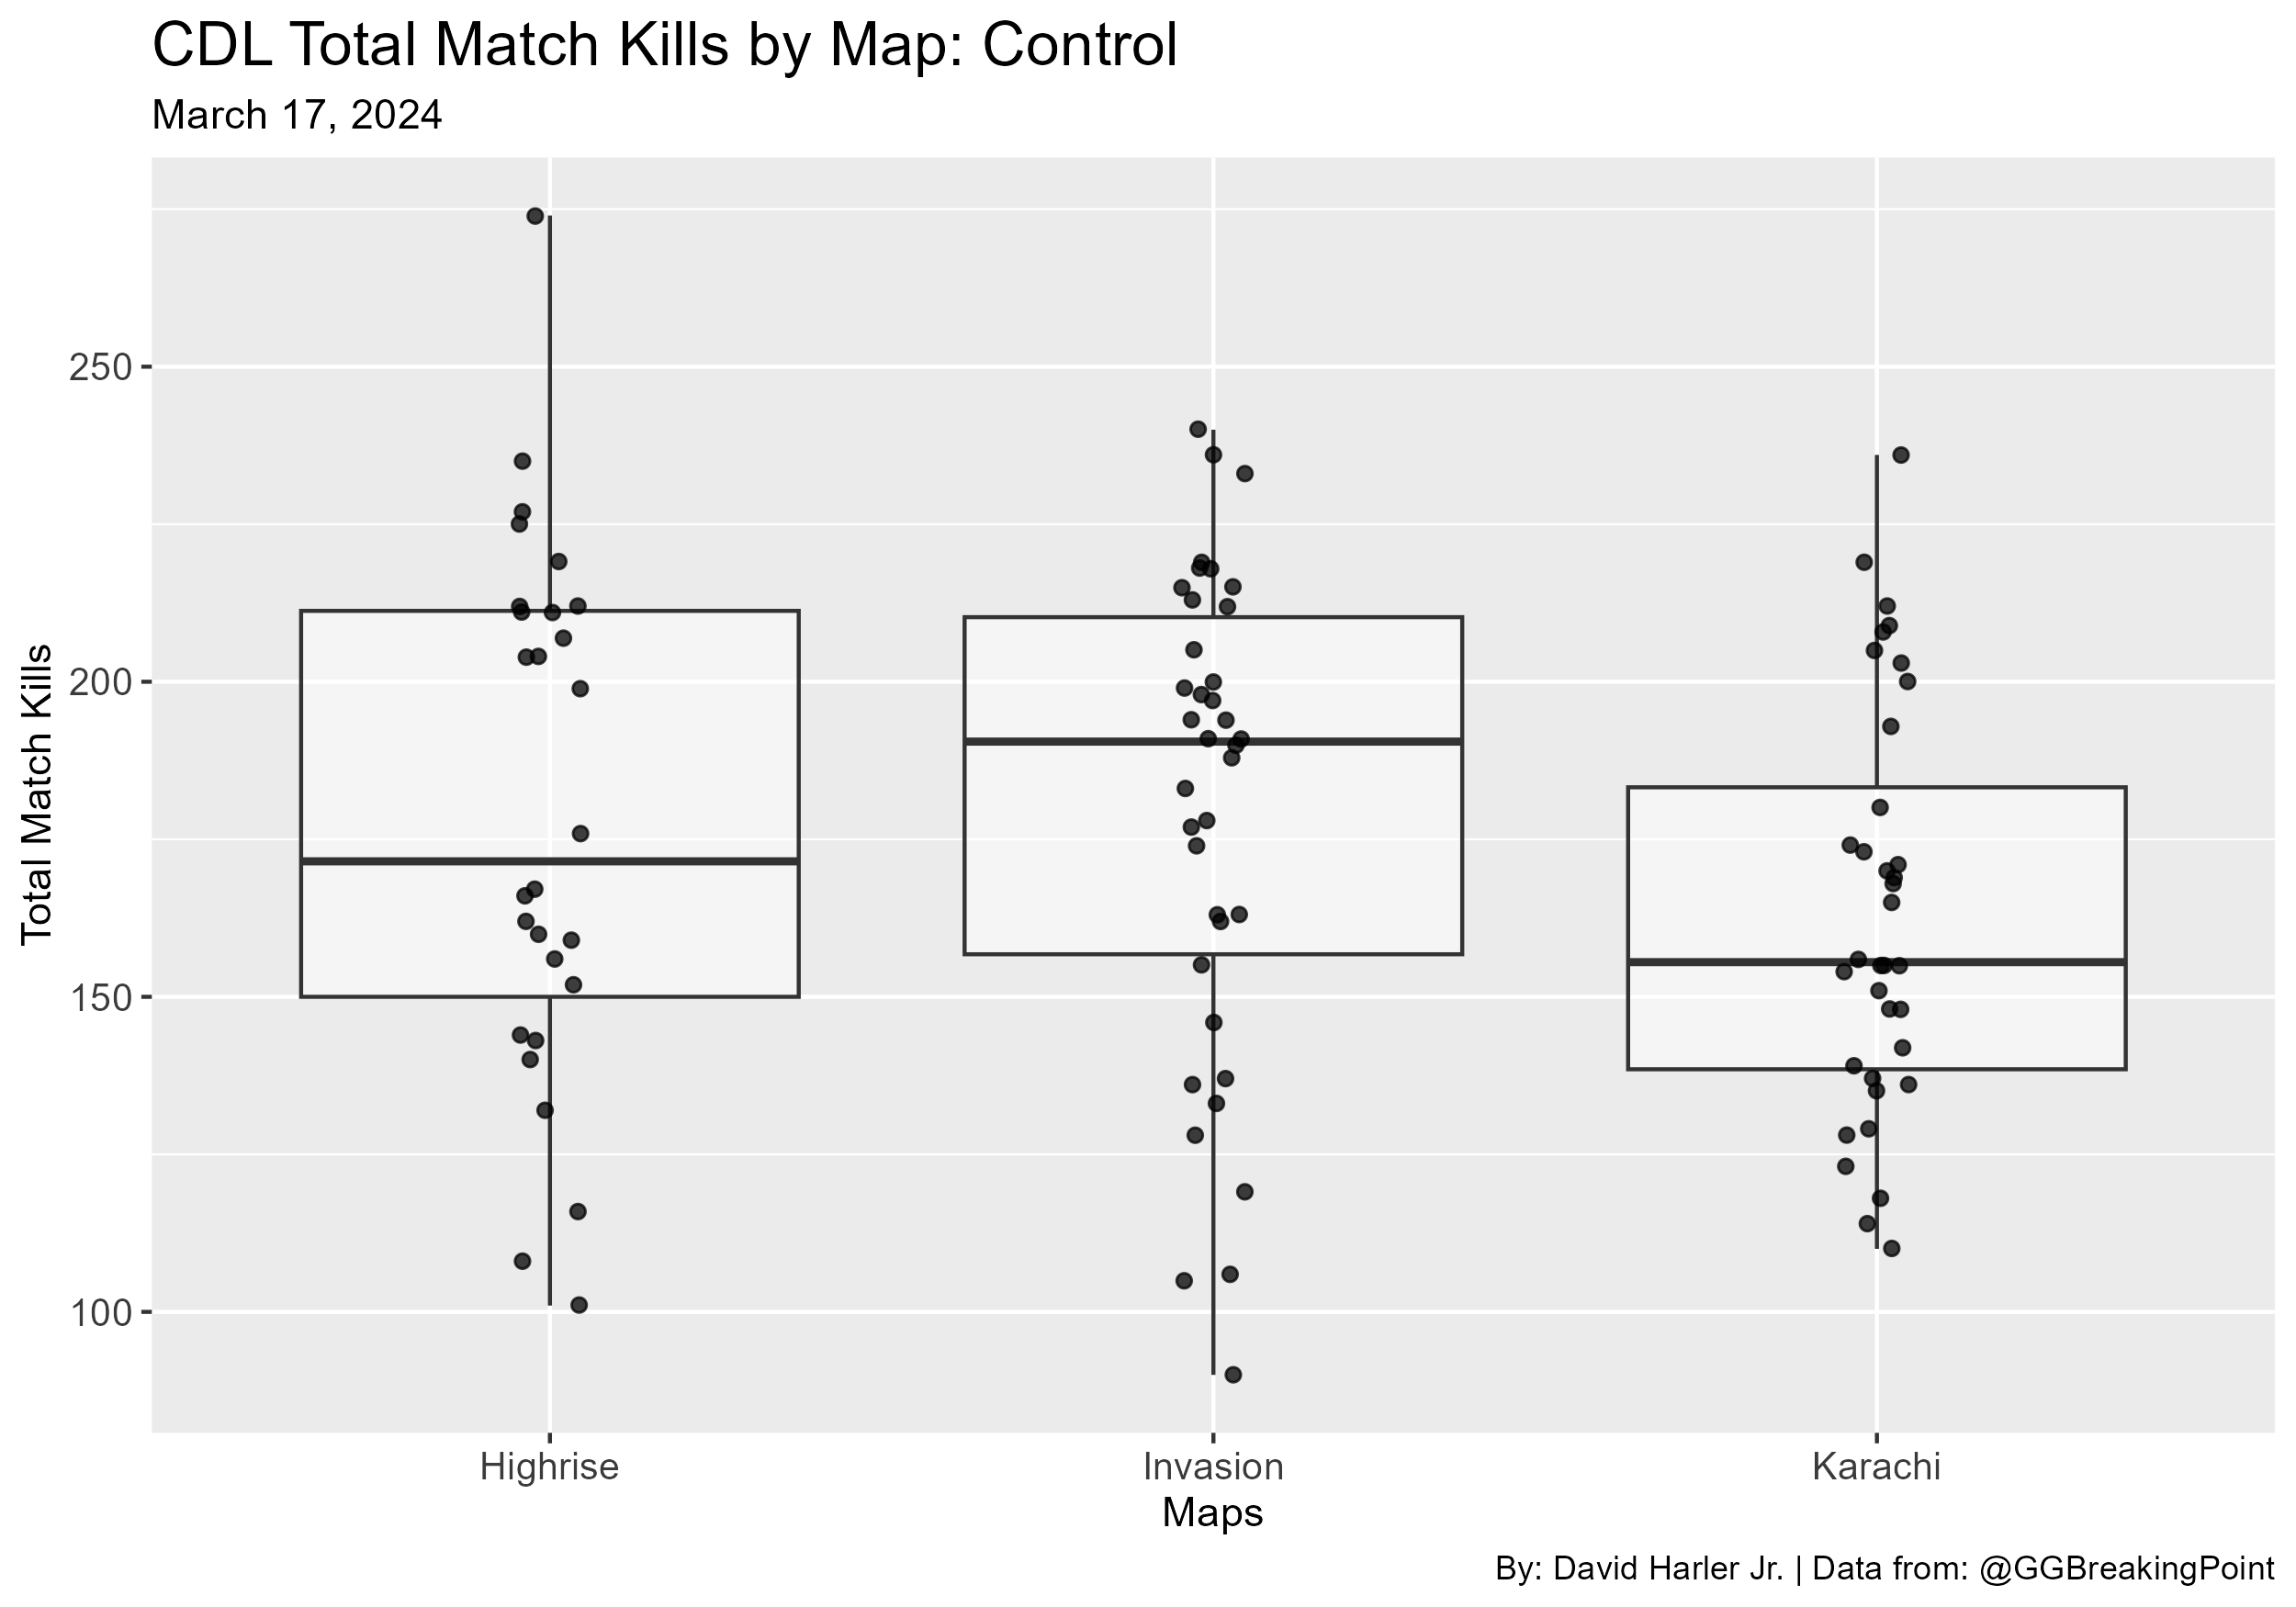 CDL Total Match Kills by Map: Control
March 17, 2024
Total Match Kills
250
200
150
100
Highrise
Invasion
Karachi
Maps
By: David Harler Jr. | Data from: @GGBreakingPoint